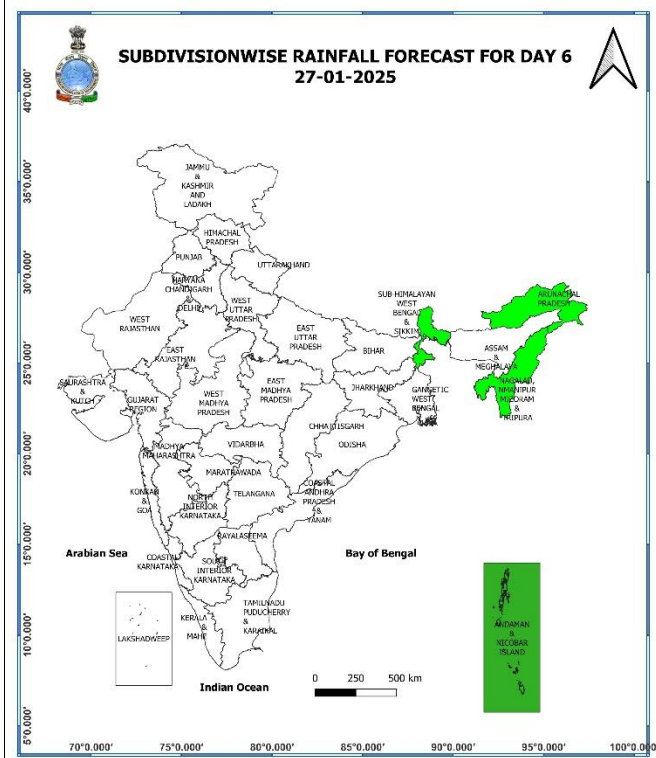 SUBDIVISIONWISE RAINFALL FORECAST FOR DAY 6
27-01-2025
40°0.000'
35°0.000'
30°0.000'
25°0.000'
20°0.000'
15°0.000'
10°0.000'
5°0.000'
JAMMU
&
KASHMIR
AND
LADAKH
HIMACHAL
PRADESH
PUNJAB
UTTARAKHAND
HARYANA
CHANDIGARH
&
DELHI
WEST
RAJASTHAN
WEST
UTTAR
PRADESH
EAST
RAJASTHAN
EAST
UTTAR
PRADESH
SUB HIMALAYAN
WEST
BENGAL
&
SIKKIM
ARUNACHAL
PRADESH
ASSAM
&
MEGHALAYA
BIHAR
NAGALAD,
NMANIPUR
MIZORAM
&
TRIPURA
SAURASHTRA
&
KUTCH
GUJARAT
REGION
WEST
MADHYA
PRADESH
EAST
MADHYA
PRADESH
JHARKHAND
GANGETIC
WEST
BENGAL
CHHATISGARH
ODISHA
MADHYA
MAHARSHTRA
VIDARBHA
MARATRAWADA
KONKAN
&
GOA
NORTH
INTERIOR
KARNATAKA
TELANGANA
COASTAL
ANDHRA
PRADESH
&
YANAM
RAYALASEEMA
Arabian Sea
Bay of Bengal
COASTAL
KARNATAKA
SOUTH
INTERIOR
KARNATAKA
LAKSHADWEEP
KERALA
&
MAHE
TAMILNADU
PUDUCHERRY
&
KARAIKAL
ANDAMAN
&
NICOBAR
ISLAND
Indian Ocean
0 250 500 km
70°0.000' 75°0.000' 80°0.000' 85°0.000' 90°0.000' 95°0.000' 100°0.000'